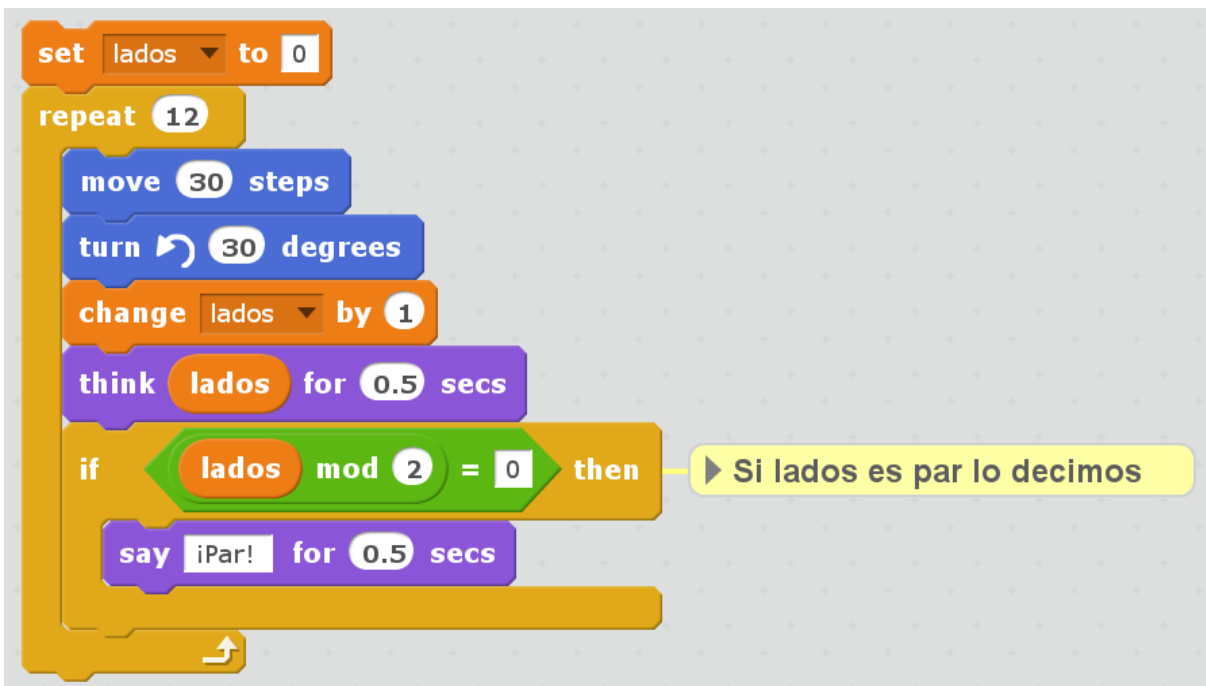 set lados to 0
repeat 12
move 30 steps
turn 30 degrees
change lados by 1
think lados for 0.5 secs
if lados mod 2 = 0 then
Si lados es par lo decimos
say ¡Par! for 0.5 secs